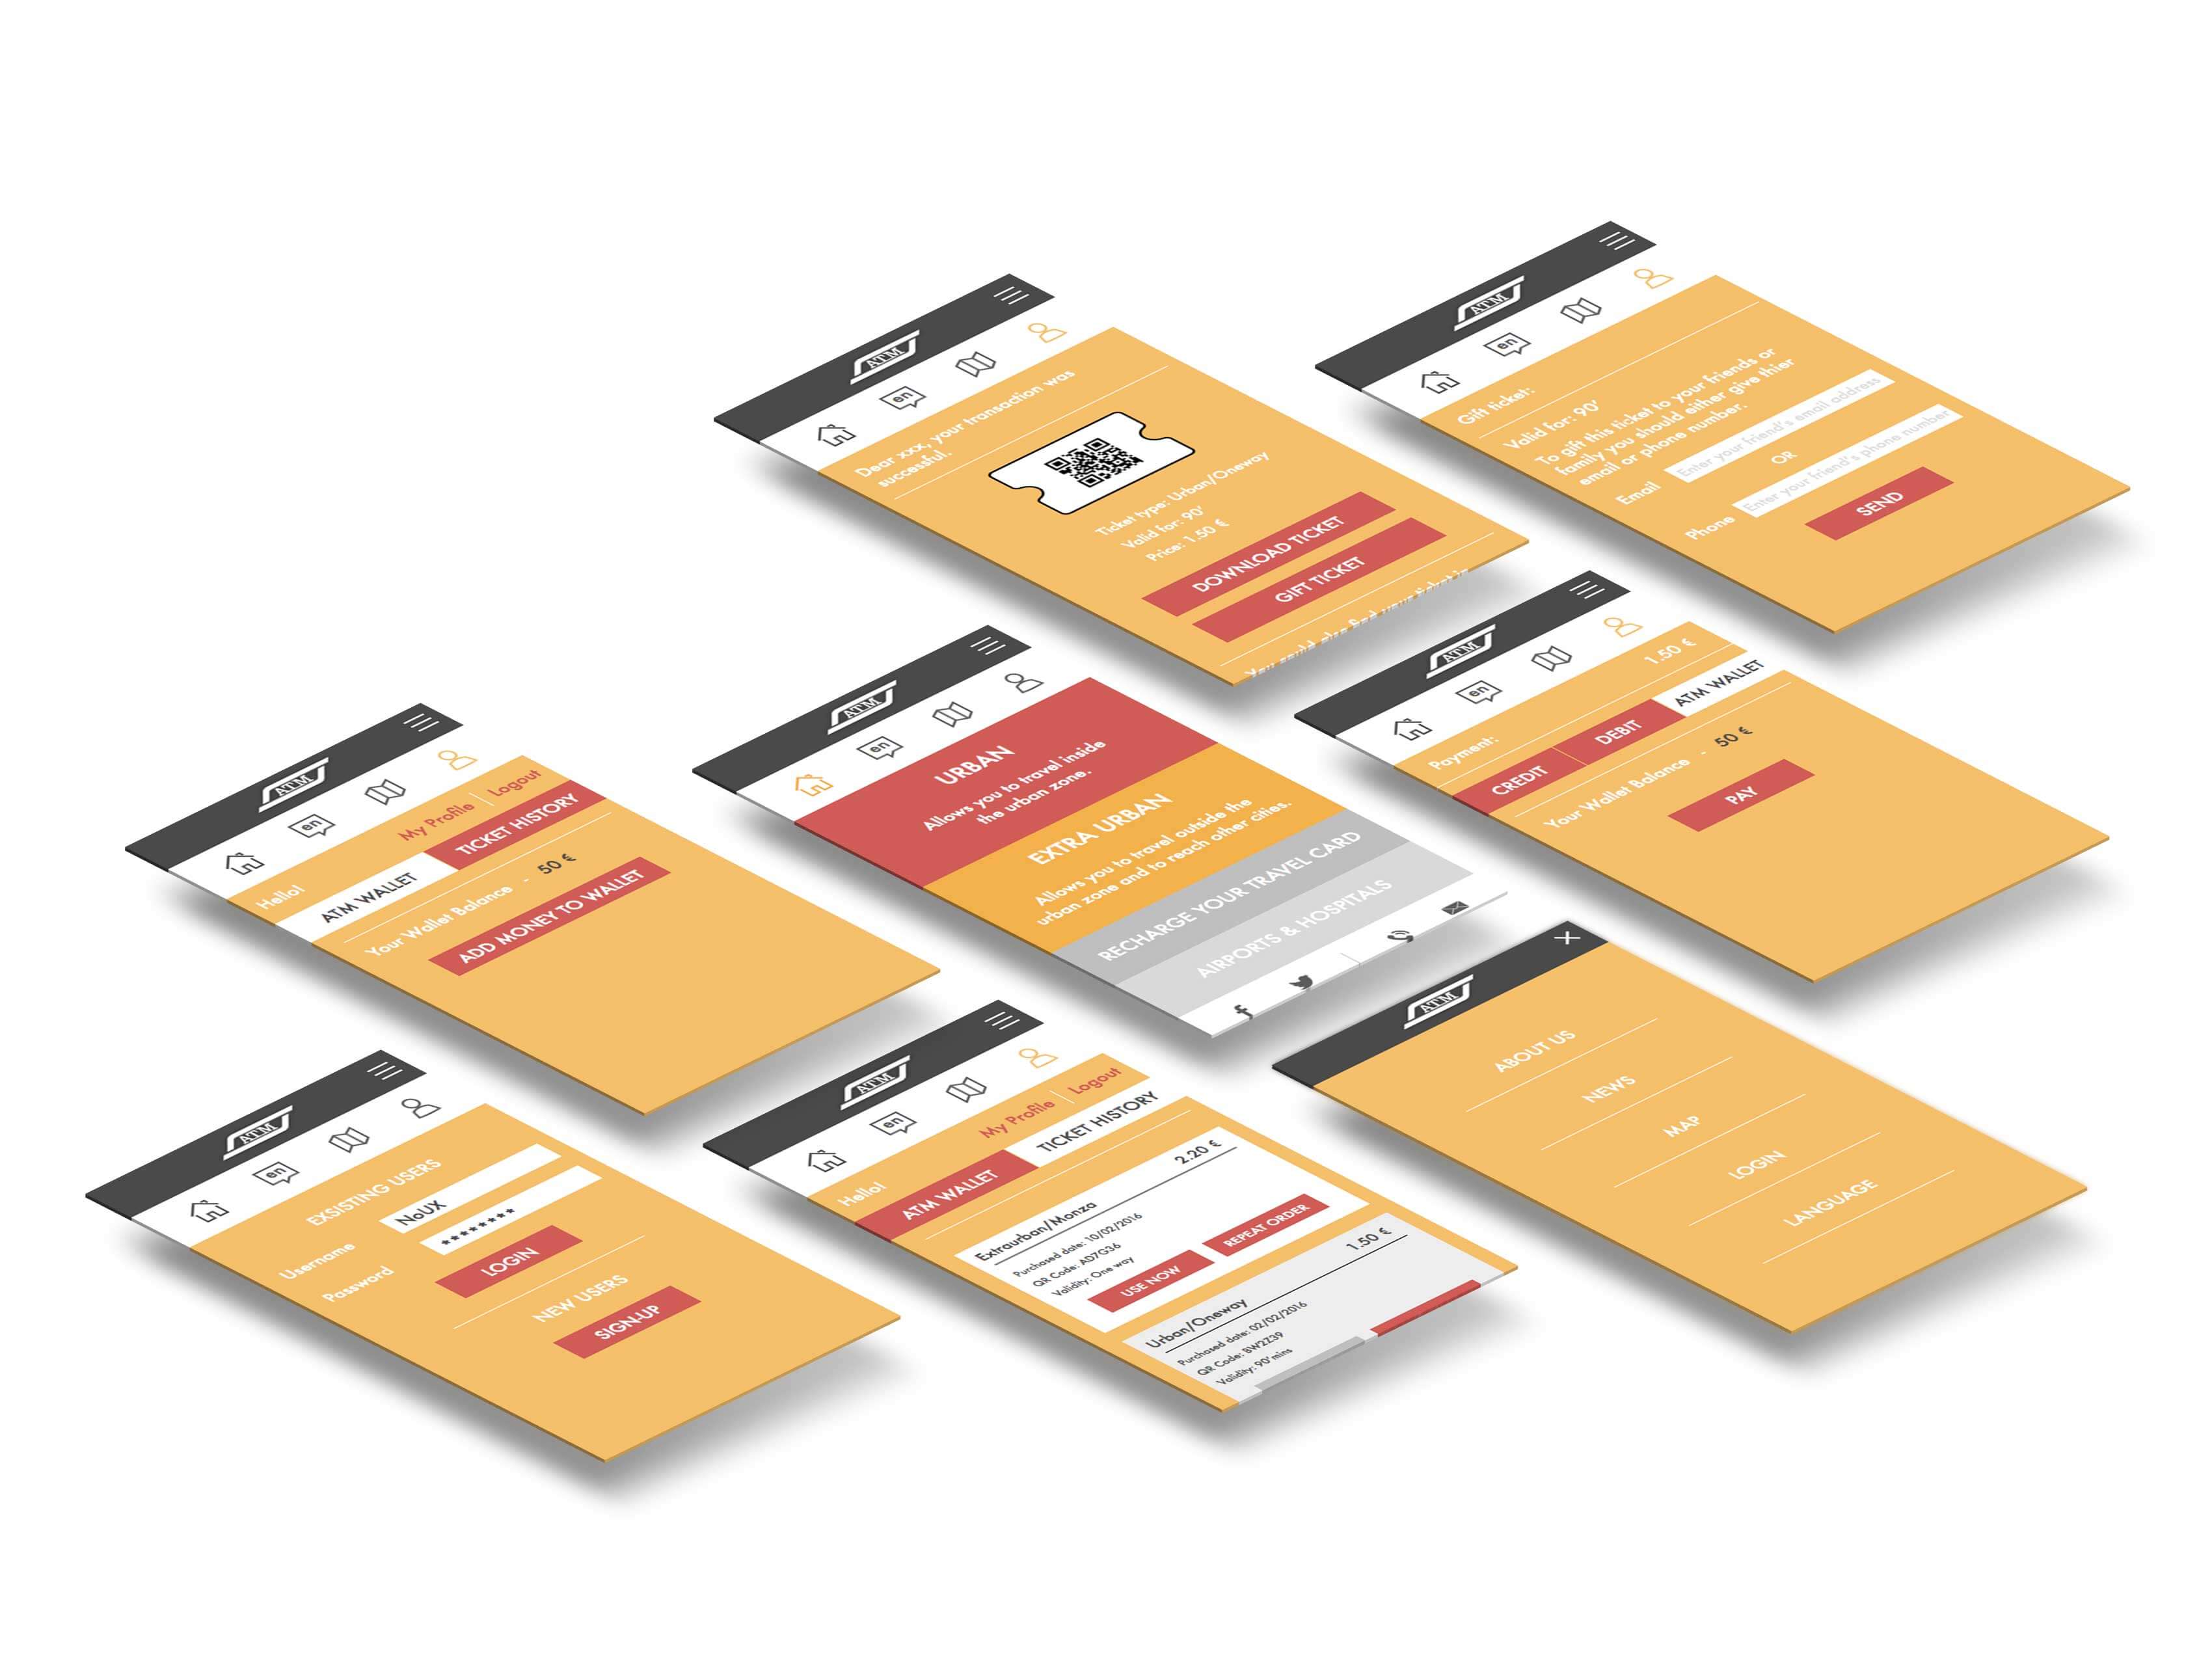 ATM
en
Dear xxx, your transaction was
successful.
Ticket type: Urban/Oneway
Valid for: 90'
Price: 1.50 €
DOWNLOAD TICKET
GIFT TICKET
You could also find your ticket in
ATM
en
Gift ticket:
Valid for: 90'
To gift this ticket to your friends or
family you should either give thier
email or phone number.
Email Enter your friend's email address
OR
Phone Enter your friend's phone number
SEND
ATM
en
Hello! My Profile Logout
ATM WALLET TICKET HISTORY
Your Wallet Balance - 50 €
ADD MONEY TO WALLET
ATM
en
URBAN
Allows you to travel inside
the urban zone.
EXTRA URBAN
Allows you to travel outside the
urban zone and to reach other cities.
RECHARGE YOUR TRAVEL CARD
AIRPORTS & HOSPITALS
ATM
en
Payment: 1.50 €
CREDIT DEBIT ATM WALLET
Your Wallet Balance - 50 €
PAY
ATM
en
EXSISTING USERS
Username NoUX
Password ********
LOGIN
NEW USERS
SIGN-UP
ATM
en
Hello! My Profile Logout
ATM WALLET TICKET HISTORY
Extraurban/Monza 2.20 €
Purchased date: 10/02/2016
QR Code: AD7G36
Validity: One way
USE NOW REPEAT ORDER
Urban/Oneway 1.50 €
Purchased date: 02/02/2016
QR Code: BW2Z39
Validity: 90'mins
ATM
ABOUT US
NEWS
MAP
LOGIN
LANGUAGE